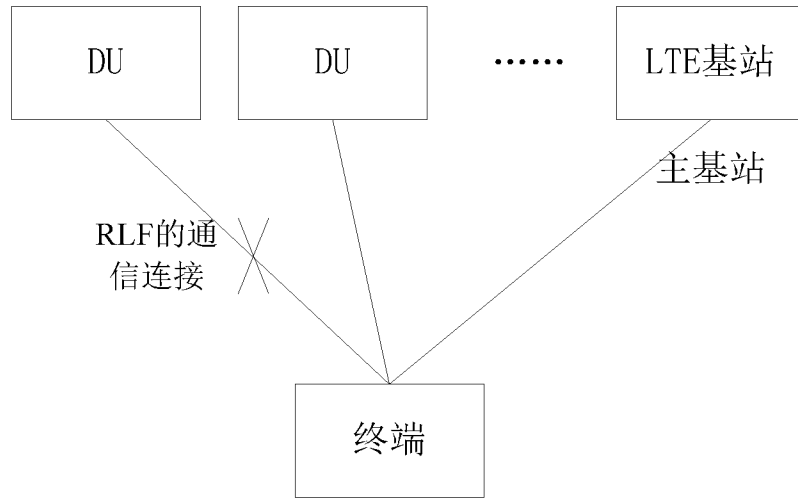 DU
DU
......
LTE基站
主基站
RLF的通
信连接
终端